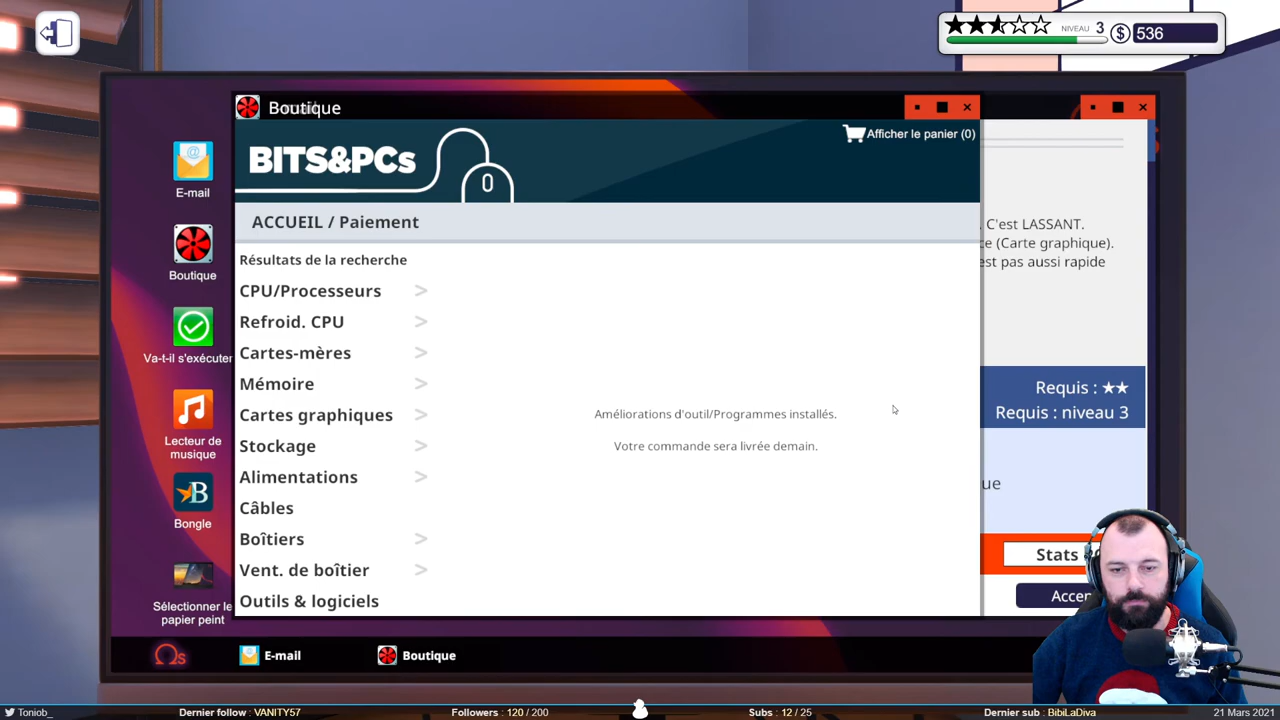 NIVEAU 3
$ 536
Boutique
Afficher le panier (0)
BITS&PCs
ACCUEIL / Paiement
Résultats de la recherche
CPU/Processeurs >
Refroid. CPU >
Cartes-mères >
Mémoire >
Cartes graphiques >
Stockage >
Alimentations >
Câbles
Boîtiers >
Vent. de boîtier >
Outils & logiciels
Améliorations d'outil/Programmes installés.
Votre commande sera livrée demain.
C'est LASSANT.
(Carte graphique).
pas aussi rapide
Requis : ★★
Requis : niveau 3
Stats
E-mail
Boutique
Va-t-il s'exécuter
Lecteur de
musique
B
Bongle
Sélectionner le
papier peint
E-mail
Boutique
Toniob_
Dernier follow : VANITY57
Followers : 120 / 200
Subs : 12 / 25
Dernier sub : BibiLaDiva
21 Mars 2021